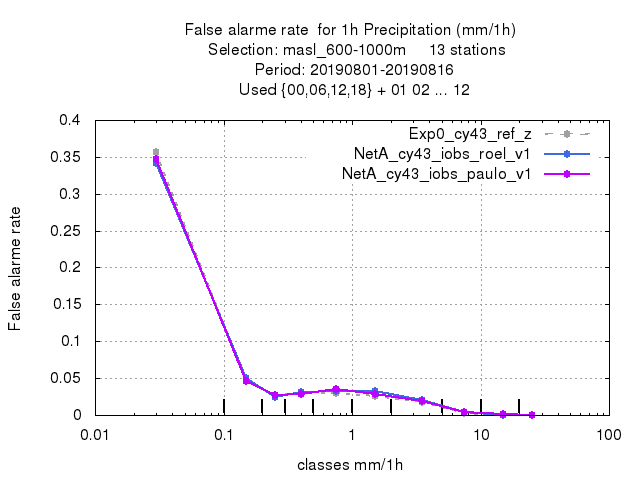 False alarme rate  for 1h Precipitation (mm/1h)
Selection: masl_600-1000m     13 stations
Period: 20190801-20190816
Used {00,06,12,18} + 01 02 ... 12
Exp0_cy43_ref_z
NetA_cy43_iobs_roel_v1
NetA_cy43_iobs_paulo_v1
False alarme rate
0.4
0.35
0.3
0.25
0.2
0.15
0.1
0.05
0
0.01 0.1 1 10 100
classes mm/1h